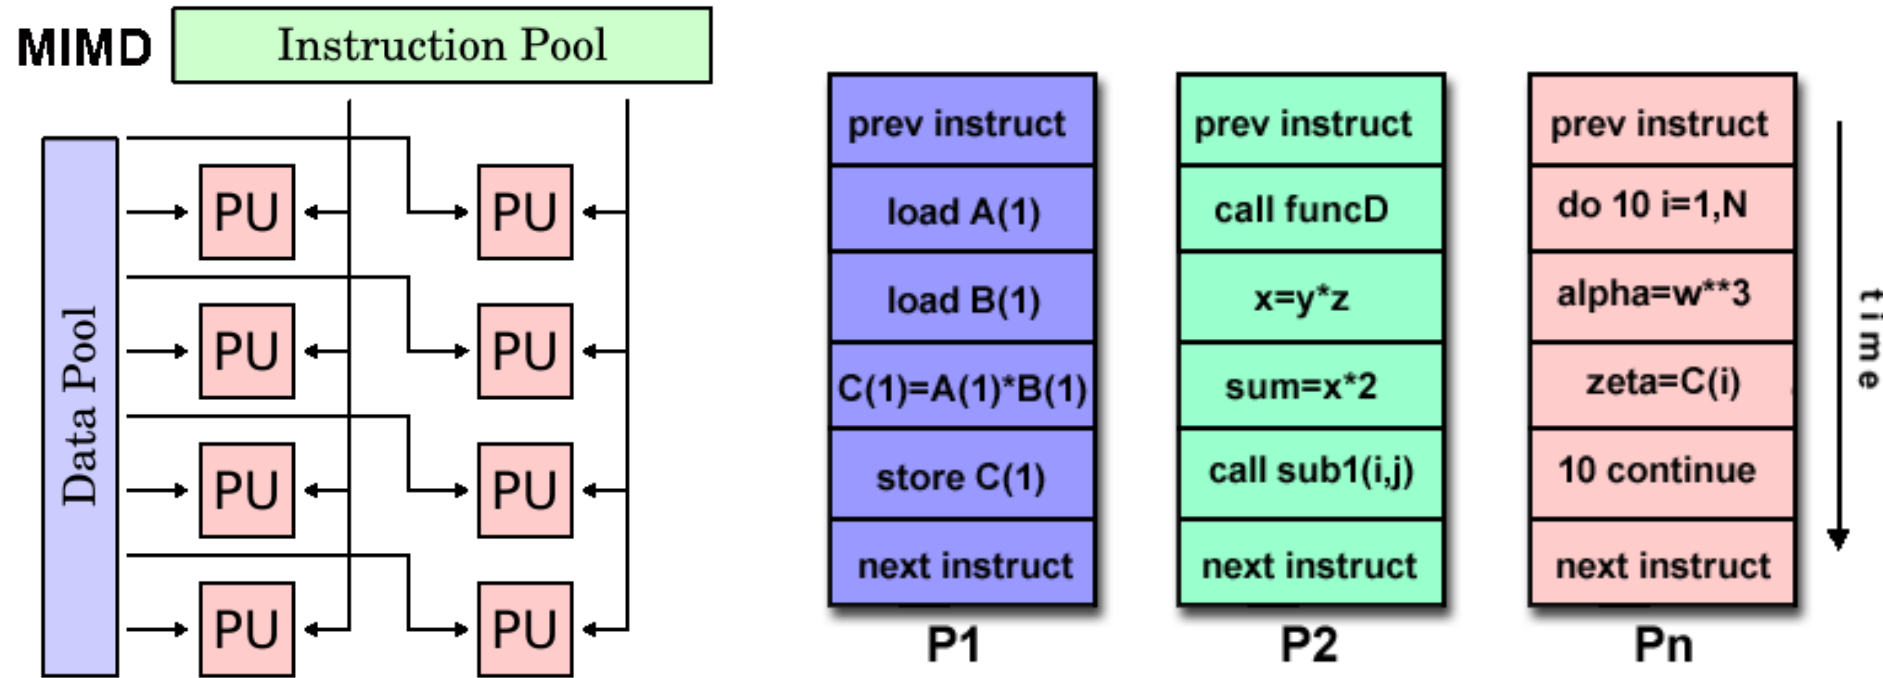 MIMD
Instruction Pool
Data Pool
PU
PU
PU
PU
PU
PU
PU
PU
prev instruct
load A(1)
load B(1)
C(1)=A(1)*B(1)
store C(1)
next instruct
P1
prev instruct
call funcD
x=y*z
sum=x*2
call sub1(i,j)
next instruct
P2
prev instruct
do 10 i=1,N
alpha=w**3
zeta=C(i)
10 continue
next instruct
Pn
time